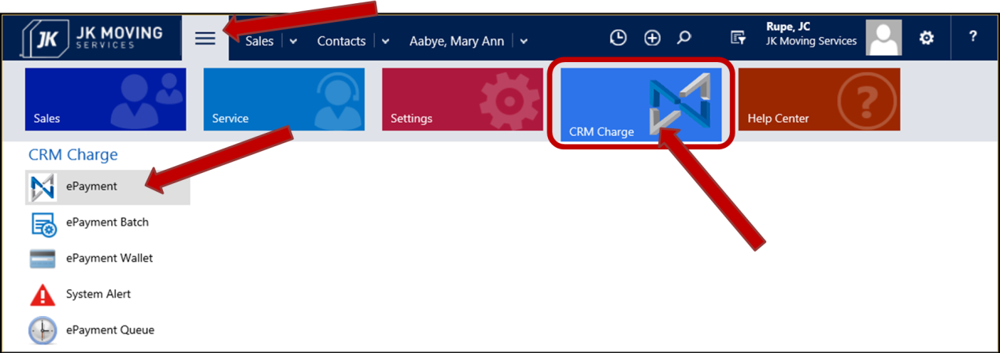 JK JK MOVING
SERVICES
Sales Contacts Aabye, Mary Ann
Rupe, JC
JK Moving Services
?
Sales
Service
Settings
CRM Charge
Help Center
?
CRM Charge
ePayment
ePayment Batch
ePayment Wallet
System Alert
ePayment Queue